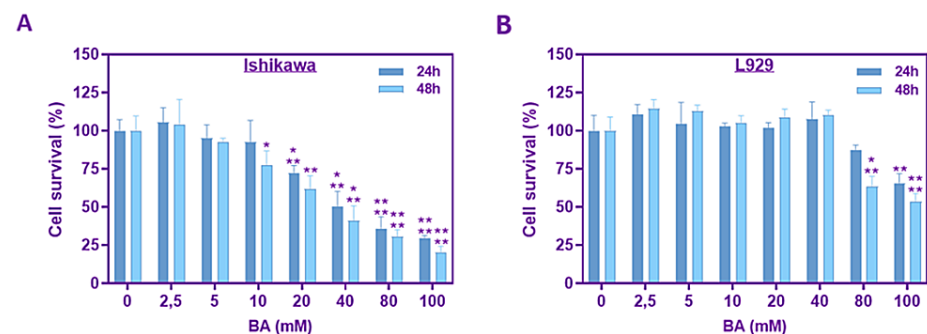 A
Ishikawa
24h
48h
Cell survival (%)
150
125
100
75
50
25
0
* * ** ** * ** * ** ** ** ** ** ** ** ** **
0 2,5 5 10 20 40 80 100
BA (mM)
B
L929
24h
48h
Cell survival (%)
150
125
100
75
50
25
0
* ** ** ** **
0 2,5 5 10 20 40 80 100
BA (mM)